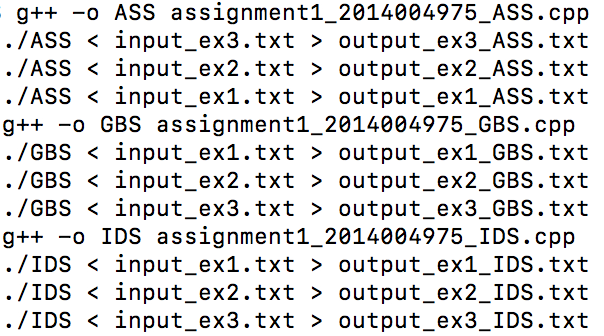 g++ -o ASS assignment1_2014004975_ASS.cpp
./ASS < input_ex3.txt > output_ex3_ASS.txt
./ASS < input_ex2.txt > output_ex2_ASS.txt
./ASS < input_ex1.txt > output_ex1_ASS.txt
g++ -o GBS assignment1_2014004975_GBS.cpp
./GBS < input_ex1.txt > output_ex1_GBS.txt
./GBS < input_ex2.txt > output_ex2_GBS.txt
./GBS < input_ex3.txt > output_ex3_GBS.txt
g++ -o IDS assignment1_2014004975_IDS.cpp
./IDS < input_ex1.txt > output_ex1_IDS.txt
./IDS < input_ex2.txt > output_ex2_IDS.txt
./IDS < input_ex3.txt > output_ex3_IDS.txt